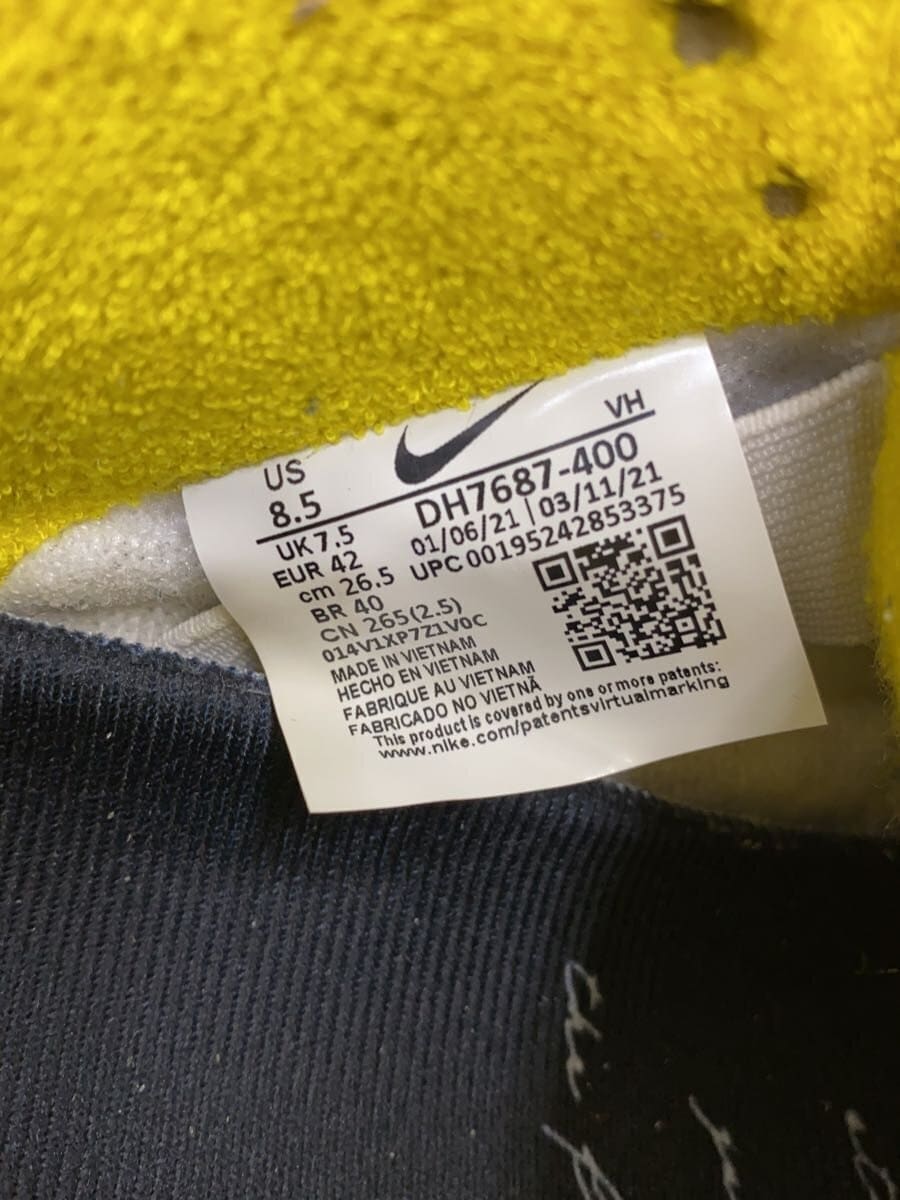 US
8.5
VH
DH7687-400
01/06/21 | 03/11/21
UPC 00195242853375
UK 7.5
EUR 42
cm 26.5
BR 40
CN 265(2.5)
014V1XP7Z1V0C
MADE IN VIETNAM
HECHO EN VIETNAM
FABRIQUE AU VIETNAM
FABRICADO NO VIETNÃ
This product is covered by one or more patents:
www.nike.com/patentsvirtualmarking